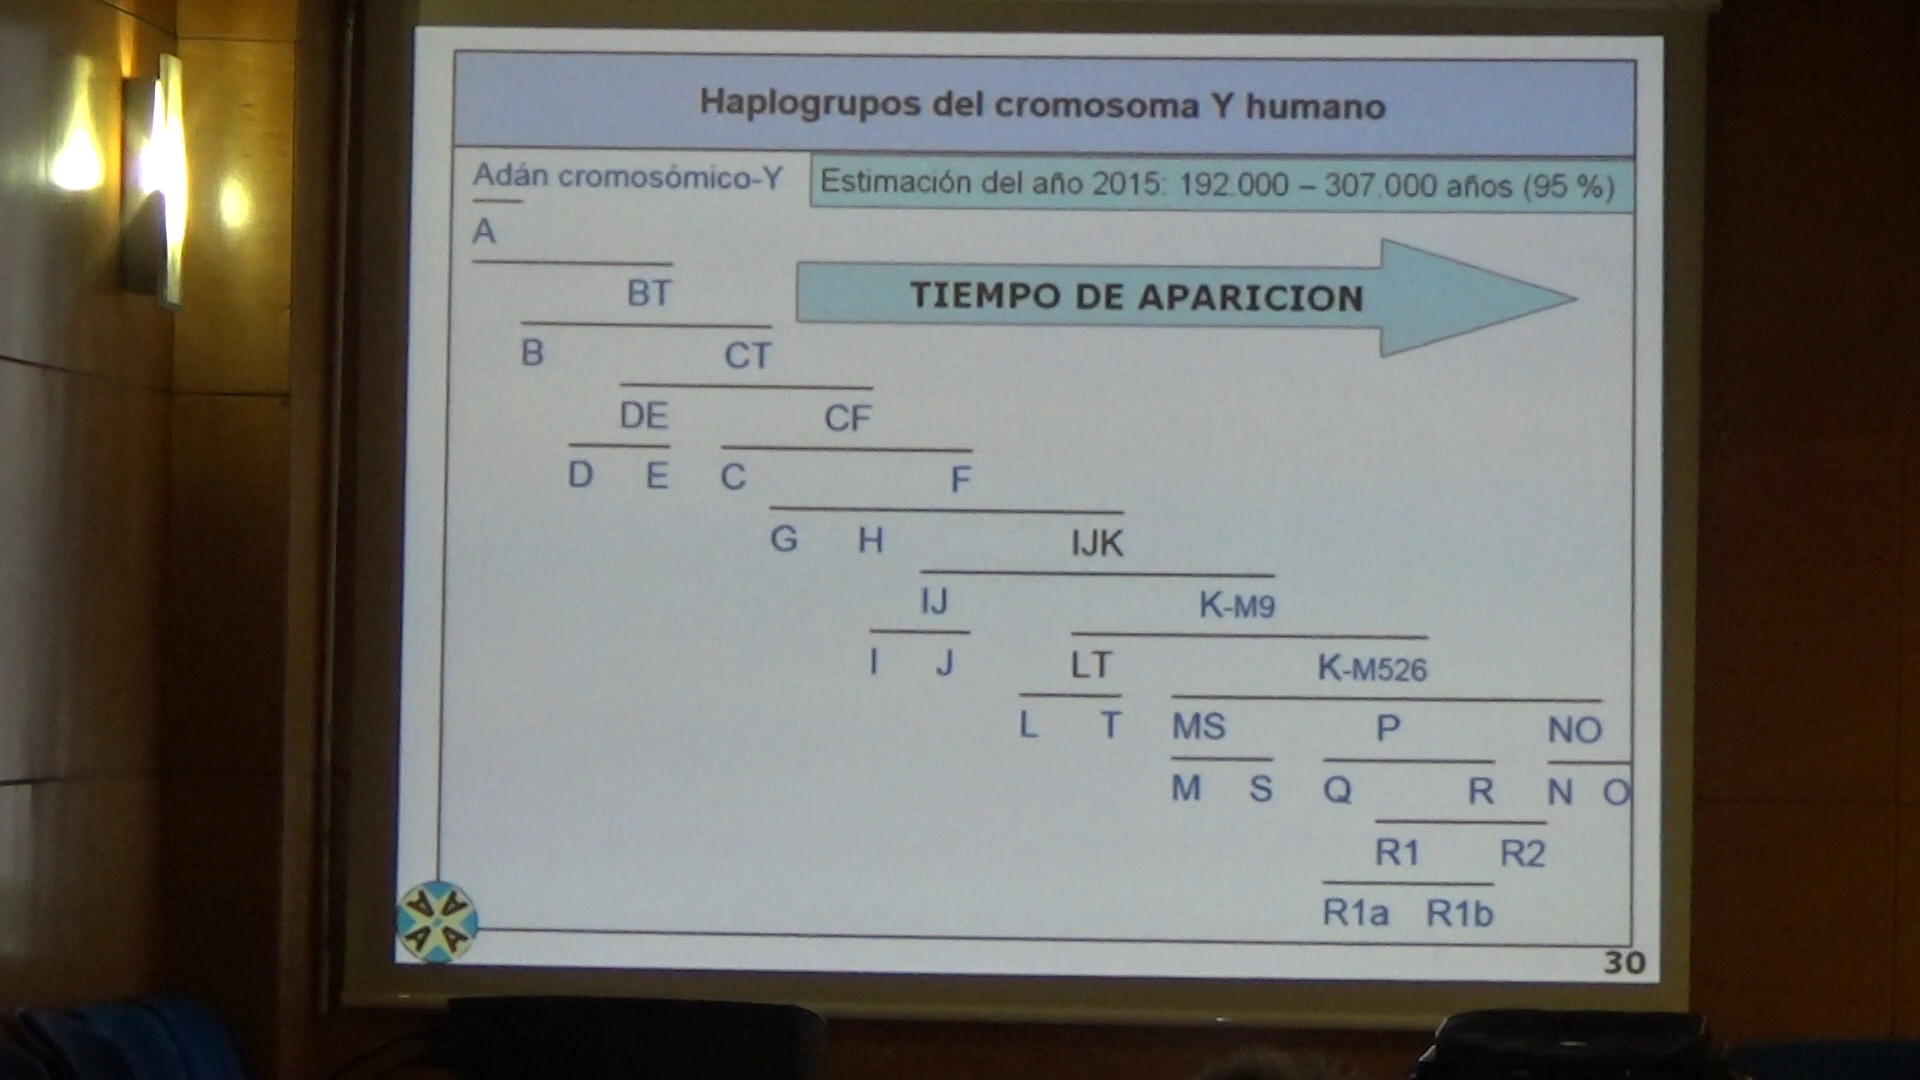 Haplogrupos del cromosoma Y humano
Adán cromosómico-Y
Estimación del año 2015: 192.000 – 307.000 años (95 %)
A
BT
TIEMPO DE APARICION
B CT
DE CF
D E C F
G H IJK
IJ K-M9
I J LT K-M526
L T MS P NO
M S Q R N O
R1 R2
R1a R1b
A A A A
30